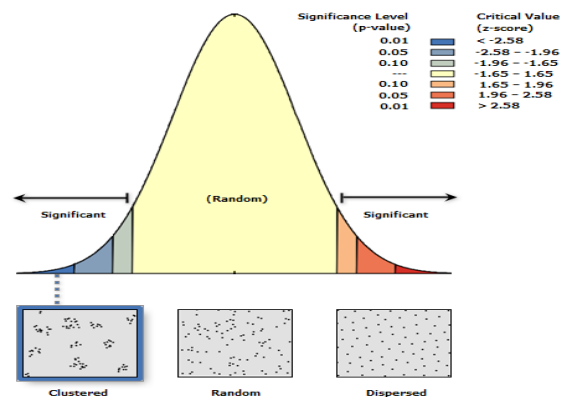 Significance Level Critical Value
(p-value) (z-score)
0.01 < -2.58
0.05 -2.58 – -1.96
0.10 -1.96 – -1.65
--- -1.65 – 1.65
0.10 1.65 – 1.96
0.05 1.96 – 2.58
0.01 > 2.58
(Random)
Significant Significant
Clustered Random Dispersed